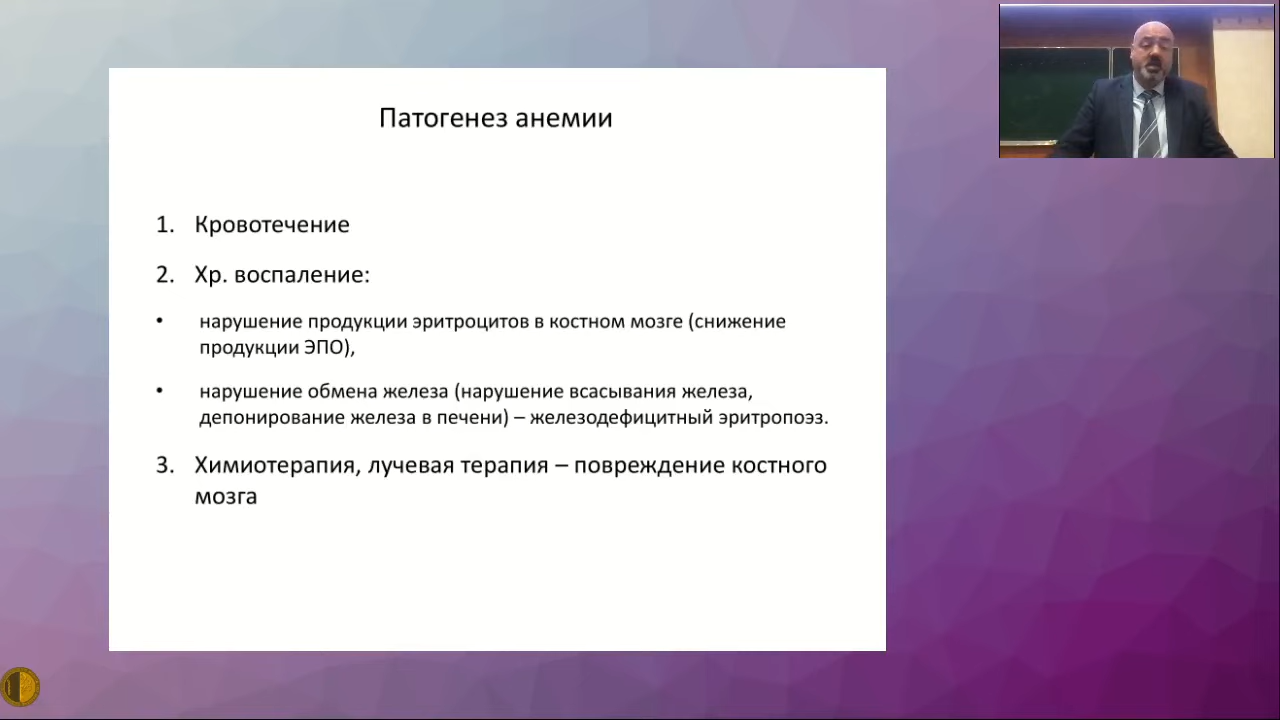 Патогенез анемии
1. Кровотечение
2. Хр. воспаление:
• нарушение продукции эритроцитов в костном мозге (снижение
продукции ЭПО),
• нарушение обмена железа (нарушение всасывания железа,
депонирование железа в печени) – железодефицитный эритропоэз.
3. Химиотерапия, лучевая терапия – повреждение костного
мозга